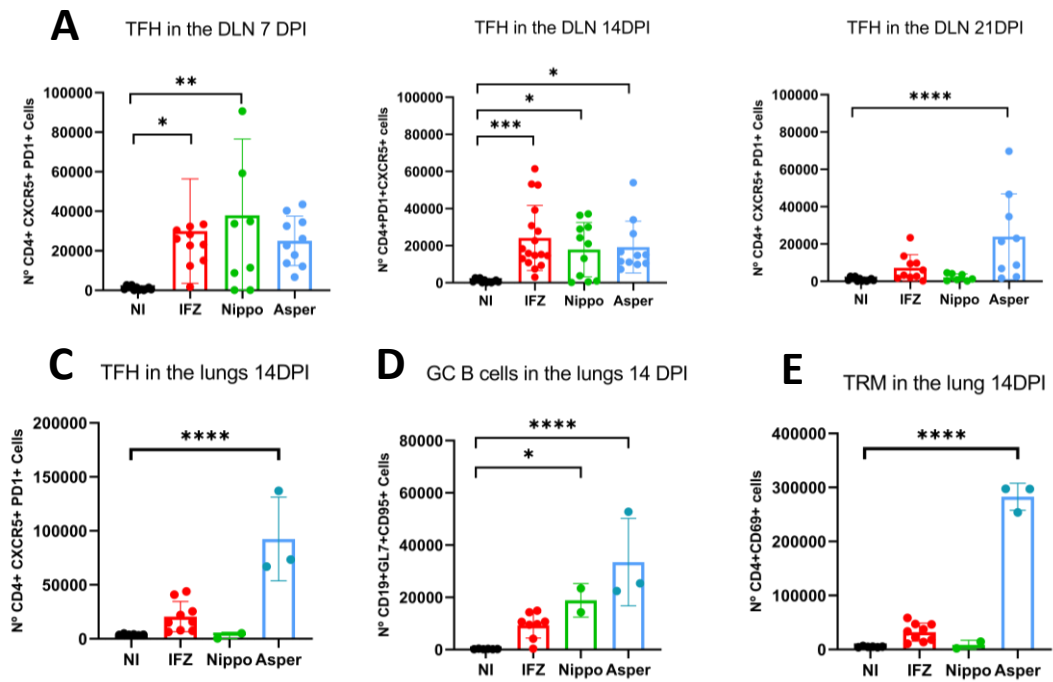 A
TFH in the DLN 7 DPI
TFH in the DLN 14DPI
TFH in the DLN 21DPI
Nº CD4+ CXCR5+ PD1+ Cells
100000
80000
60000
40000
20000
0
**
*
NI IFZ Nippo Asper
Nº CD4+PD1+CXCR5+ cells
100000
80000
60000
40000
20000
0
*
*
***
NI IFZ Nippo Asper
Nº CD4+ CXCR5+ PD1+ Cells
100000
80000
60000
40000
20000
0
****
NI IFZ Nippo Asper
C
TFH in the lungs 14DPI
Nº CD4+ CXCR5+ PD1+ Cells
200000
150000
100000
50000
0
****
NI IFZ Nippo Asper
D
GC B cells in the lungs 14 DPI
Nº CD19+GL7+CD95+ Cells
80000
60000
40000
20000
0
****
*
NI IFZ Nippo Asper
E
TRM in the lung 14DPI
Nº CD4+CD69+ cells
400000
300000
200000
100000
0
****
NI IFZ Nippo Asper